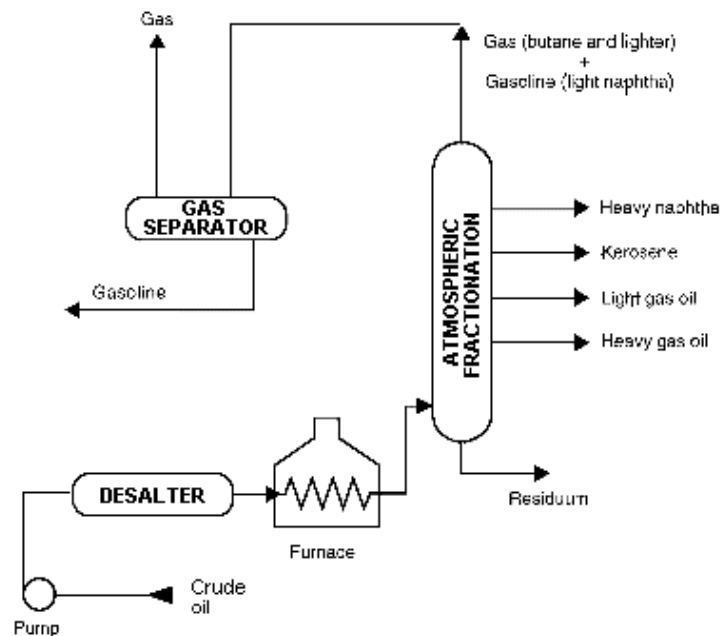 Gas
Gas (butane and lighter)
+
Gasoline (light naphtha)
GAS
SEPARATOR
Heavy naphtha
Kerosene
Gasoline
Light gas oil
Heavy gas oil
ATMOSPHERIC
FRACTIONATION
DESALTER
Residuum
Furnace
Crude
oil
Pump